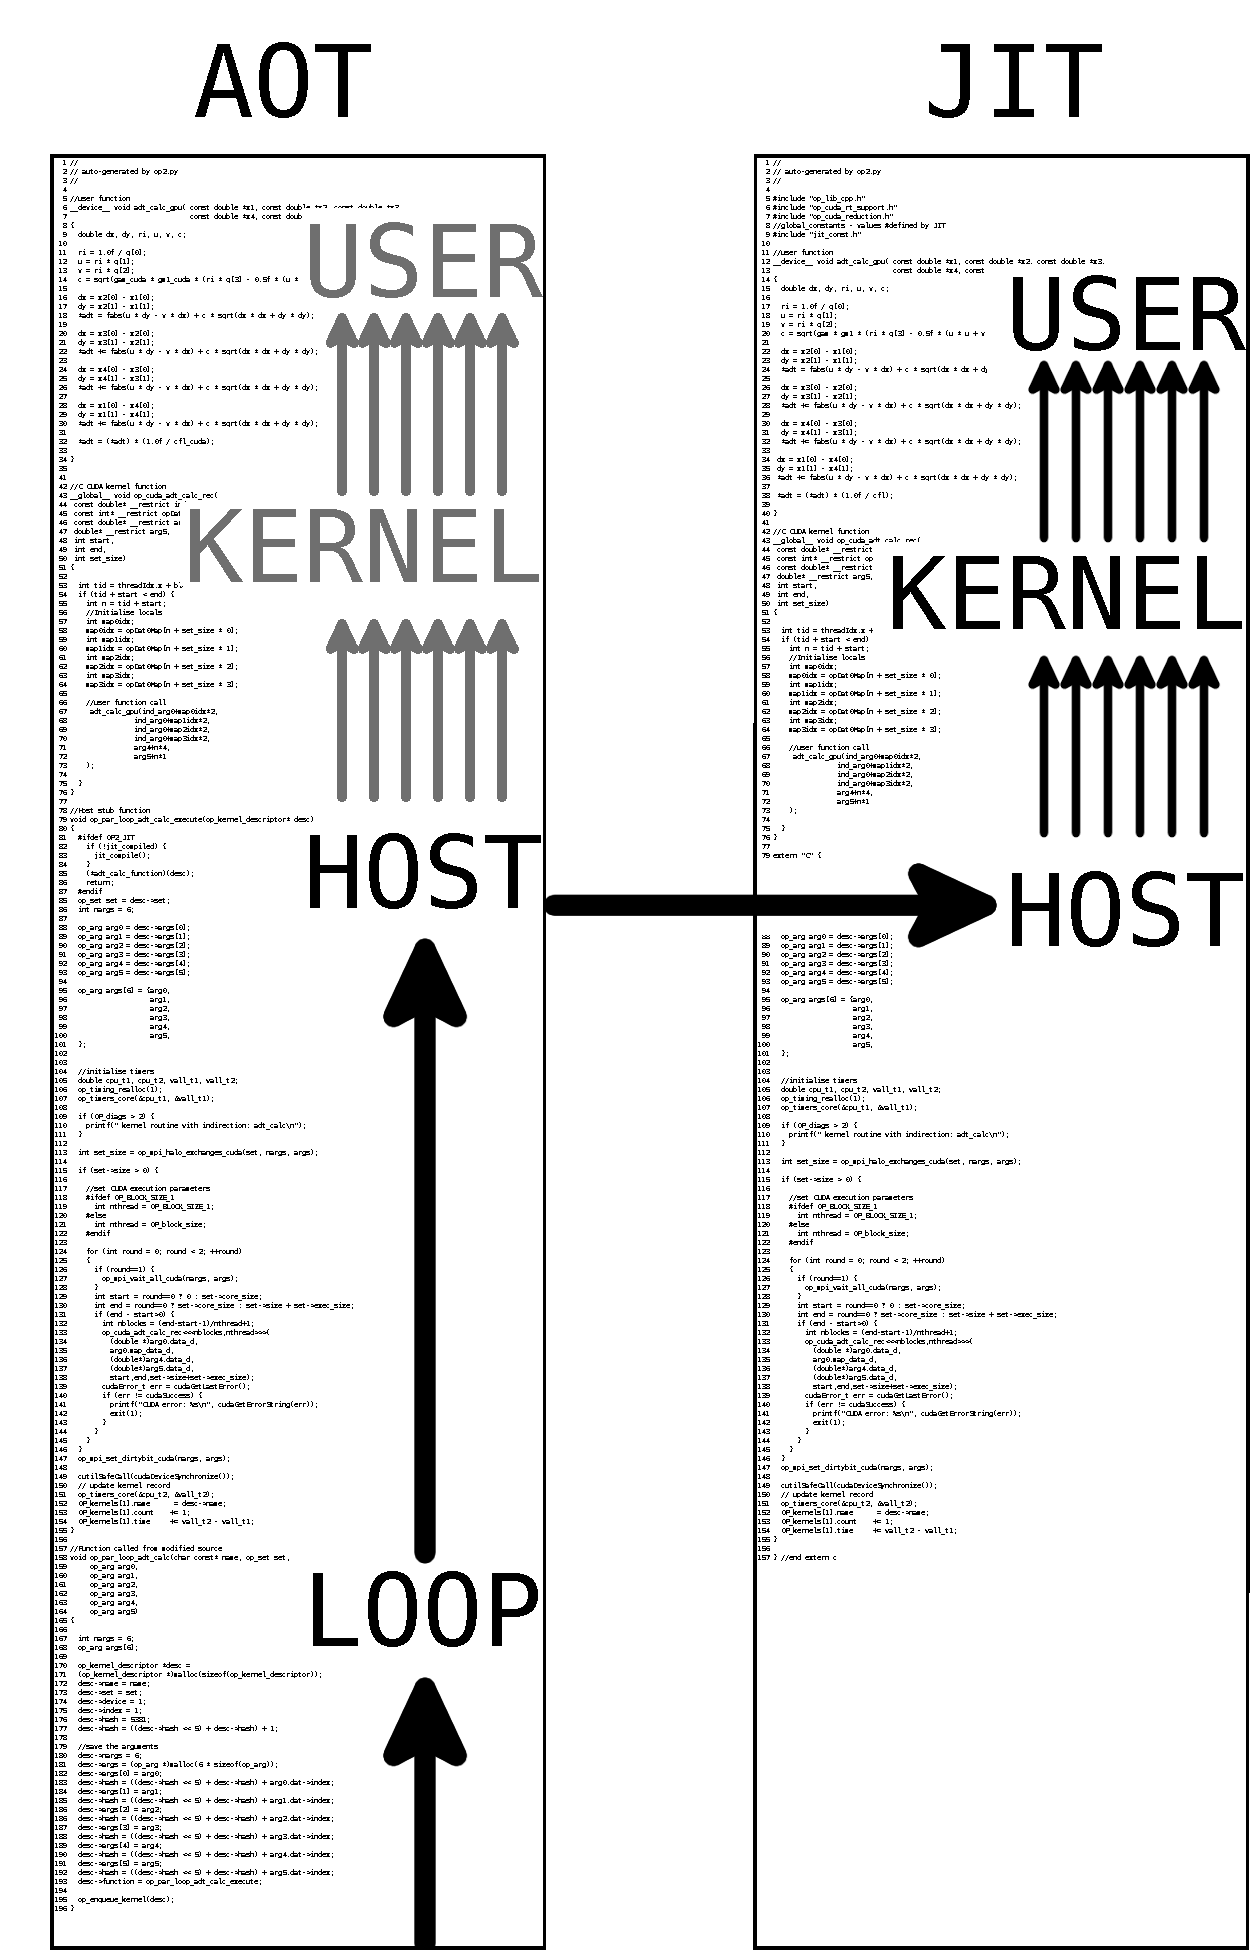 AOT
1 //
2 // auto-generated by op2.py
3 //
4
5 //user function
6 __device__ void adt_calc_gpu( const double *x1, const double *x2, const double *x3,
7 const double *x4, const doub
8 {
9 double dx, dy, ri, u, v, c;
10
11 ri = 1.0f / q[0];
12 u = ri * q[1];
13 v = ri * q[2];
14 c = sqrt(gam_cuda * gm1_cuda * (ri * q[3] - 0.5f * (u *
15
16 dx = x2[0] - x1[0];
17 dy = x2[1] - x1[1];
18 *adt = fabs(u * dy - v * dx) + c * sqrt(dx * dx + dy * dy);
19
20 dx = x3[0] - x2[0];
21 dy = x3[1] - x2[1];
22 *adt += fabs(u * dy - v * dx) + c * sqrt(dx * dx + dy * dy);
23
24 dx = x4[0] - x3[0];
25 dy = x4[1] - x3[1];
26 *adt += fabs(u * dy - v * dx) + c * sqrt(dx * dx + dy * dy);
27
28 dx = x1[0] - x4[0];
29 dy = x1[1] - x4[1];
30 *adt += fabs(u * dy - v * dx) + c * sqrt(dx * dx + dy * dy);
31
32 *adt = (*adt) * (1.0f / cfl_cuda);
33
34 }
35
41
42 //C CUDA kernel function
43 __global__ void op_cuda_adt_calc_rec(
44 const double* __restrict
45 const int* __restrict
46 const double* __restrict
47 double* __restrict arg5,
48 int start,
49 int end,
50 int set_size)
51 {
52
53 int tid = threadIdx.x +
54 if (tid + start < end) {
55 int n = tid + start;
56 //Initialise locals
57 int map0idx;
58 map0idx = opDat0Map[n + set_size * 0];
59 int map1idx;
60 map1idx = opDat0Map[n + set_size * 1];
61 int map2idx;
62 map2idx = opDat0Map[n + set_size * 2];
63 int map3idx;
64 map3idx = opDat0Map[n + set_size * 3];
65
66 //user function call
67 adt_calc_gpu(ind_arg0+map0idx*2,
68 ind_arg0+map1idx*2,
69 ind_arg0+map2idx*2,
70 ind_arg0+map3idx*2,
71 arg4+n*4,
72 arg5+n*1
73 );
74
75 }
76 }
77
78 //Host stub function
79 void op_par_loop_adt_calc_execute(op_kernel_descriptor* desc)
80 {
81 #ifdef OP2_JIT
82 if (!jit_compiled) {
83 jit_compile();
84 }
85 (*adt_calc_function)(desc);
86 return;
87 #endif
85 op_set set = desc->set;
86 int nargs = 6;
87
88 op_arg arg0 = desc->args[0];
89 op_arg arg1 = desc->args[1];
90 op_arg arg2 = desc->args[2];
91 op_arg arg3 = desc->args[3];
92 op_arg arg4 = desc->args[4];
93 op_arg arg5 = desc->args[5];
94
95 op_arg args[6] = {arg0,
96 arg1,
97 arg2,
98 arg3,
99 arg4,
100 arg5,
101 };
102
103
104 //initialise timers
105 double cpu_t1, cpu_t2, wall_t1, wall_t2;
106 op_timing_realloc(1);
107 op_timers_core(&cpu_t1, &wall_t1);
108
109 if (OP_diags > 2) {
110 printf(" kernel routine with indirection: adt_calc\n");
111 }
112
113 int set_size = op_mpi_halo_exchanges_cuda(set, nargs, args);
114
115 if (set->size > 0) {
116
117 //set CUDA execution parameters
118 #ifdef OP_BLOCK_SIZE_1
119 int nthread = OP_BLOCK_SIZE_1;
120 #else
121 int nthread = OP_block_size;
122 #endif
123
124 for (int round = 0; round < 2; ++round)
125 {
126 if (round==1) {
127 op_mpi_wait_all_cuda(nargs, args);
128 }
129 int start = round==0 ? 0 : set->core_size;
130 int end = round==0 ? set->core_size : set->size + set->exec_size;
131 if (end - start>0) {
132 int nblocks = (end-start-1)/nthread+1;
133 op_cuda_adt_calc_rec<<<nblocks,nthread>>>(
134 (double *)arg0.data_d,
135 arg0.map_data_d,
136 (double*)arg4.data_d,
137 (double*)arg5.data_d,
138 start,end,set->size+set->exec_size);
139 cudaError_t err = cudaGetLastError();
140 if (err != cudaSuccess) {
141 printf("CUDA error: %s\n", cudaGetErrorString(err));
142 exit(1);
143 }
144 }
145 }
146 }
147 op_mpi_set_dirtybit_cuda(nargs, args);
148
149 cutilSafeCall(cudaDeviceSynchronize());
150 // update kernel record
151 op_timers_core(&cpu_t2, &wall_t2);
152 OP_kernels[1].name = desc->name;
153 OP_kernels[1].count += 1;
154 OP_kernels[1].time += wall_t2 - wall_t1;
155 }
156
157 //Function called from modified source
158 void op_par_loop_adt_calc(char const* name, op_set set,
159 op_arg arg0,
160 op_arg arg1,
161 op_arg arg2,
162 op_arg arg3,
163 op_arg arg4,
164 op_arg arg5)
165 {
166
167 int nargs = 6;
168 op_arg args[6];
169
170 op_kernel_descriptor *desc =
171 (op_kernel_descriptor *)malloc(sizeof(op_kernel_descriptor));
172 desc->name = name;
173 desc->set = set;
174 desc->device = 1;
175 desc->index = 1;
176 desc->hash = 5381;
177 desc->hash = ((desc->hash << 5) + desc->hash) + 1;
178
179 //save the arguments
180 desc->nargs = 6;
181 desc->args = (op_arg *)malloc(6 * sizeof(op_arg));
182 desc->args[0] = arg0;
183 desc->hash = ((desc->hash << 5) + desc->hash) + arg0.dat->index;
184 desc->args[1] = arg1;
185 desc->hash = ((desc->hash << 5) + desc->hash) + arg1.dat->index;
186 desc->args[2] = arg2;
186 desc->hash = ((desc->hash << 5) + desc->hash) + arg2.dat->index;
187 desc->args[3] = arg3;
188 desc->hash = ((desc->hash << 5) + desc->hash) + arg3.dat->index;
189 desc->args[4] = arg4;
190 desc->hash = ((desc->hash << 5) + desc->hash) + arg4.dat->index;
191 desc->args[5] = arg5;
192 desc->hash = ((desc->hash << 5) + desc->hash) + arg5.dat->index;
193 desc->function = op_par_loop_adt_calc_execute;
194
195 op_enqueue_kernel(desc);
196 }
USER
KERNEL
HOST
LOOP
JIT
1 //
2 // auto-generated by op2.py
3 //
4
5 #include "op_lib_cpp.h"
6 #include "op_cuda_rt_support.h"
7 #include "op_cuda_reduction.h"
8 //global_constants - values #defined by JIT
9 #include "jit_const.h"
10
11 //user function
12 __device__ void adt_calc_gpu( const double *x1, const double *x2, const double *x3,
13 const double *x4, const
14 {
15 double dx, dy, ri, u, v, c;
16
17 ri = 1.0f / q[0];
18 u = ri * q[1];
19 v = ri * q[2];
20 c = sqrt(gam * gm1 * (ri * q[3] - 0.5f * (u * u + v
21
22 dx = x2[0] - x1[0];
23 dy = x2[1] - x1[1];
24 *adt = fabs(u * dy - v * dx) + c * sqrt(dx * dx + dy
25
26 dx = x3[0] - x2[0];
27 dy = x3[1] - x2[1];
28 *adt += fabs(u * dy - v * dx) + c * sqrt(dx * dx + dy * dy);
29
30 dx = x4[0] - x3[0];
31 dy = x4[1] - x3[1];
32 *adt += fabs(u * dy - v * dx) + c * sqrt(dx * dx + dy * dy);
33
34 dx = x1[0] - x4[0];
35 dy = x1[1] - x4[1];
36 *adt += fabs(u * dy - v * dx) + c * sqrt(dx * dx + dy * dy);
37
38 *adt = (*adt) * (1.0f / cfl);
39
40 }
41
42 //C CUDA kernel function
43 __global__ void op_cuda_adt_calc_rec(
44 const double* __restrict
45 const int* __restrict op
46 const double* __restrict
47 double* __restrict arg5,
48 int start,
49 int end,
50 int set_size)
51 {
52
53 int tid = threadIdx.x +
54 if (tid + start < end)
55 int n = tid + start;
56 //Initialise locals
57 int map0idx;
58 map0idx = opDat0Map[n + set_size * 0];
59 int map1idx;
60 map1idx = opDat0Map[n + set_size * 1];
61 int map2idx;
62 map2idx = opDat0Map[n + set_size * 2];
63 int map3idx;
64 map3idx = opDat0Map[n + set_size * 3];
65
66 //user function call
67 adt_calc_gpu(ind_arg0+map0idx*2,
68 ind_arg0+map1idx*2,
69 ind_arg0+map2idx*2,
70 ind_arg0+map3idx*2,
71 arg4+n*4,
72 arg5+n*1
73 );
74
75 }
76 }
77
79 extern "C" {
88 op_arg arg0 = desc->args[0];
89 op_arg arg1 = desc->args[1];
90 op_arg arg2 = desc->args[2];
91 op_arg arg3 = desc->args[3];
92 op_arg arg4 = desc->args[4];
93 op_arg arg5 = desc->args[5];
94
95 op_arg args[6] = {arg0,
96 arg1,
97 arg2,
98 arg3,
99 arg4,
100 arg5,
101 };
102
103
104 //initialise timers
105 double cpu_t1, cpu_t2, wall_t1, wall_t2;
106 op_timing_realloc(1);
107 op_timers_core(&cpu_t1, &wall_t1);
108
109 if (OP_diags > 2) {
110 printf(" kernel routine with indirection: adt_calc\n");
111 }
112
113 int set_size = op_mpi_halo_exchanges_cuda(set, nargs, args);
114
115 if (set->size > 0) {
116
117 //set CUDA execution parameters
118 #ifdef OP_BLOCK_SIZE_1
119 int nthread = OP_BLOCK_SIZE_1;
120 #else
121 int nthread = OP_block_size;
122 #endif
123
124 for (int round = 0; round < 2; ++round)
125 {
126 if (round==1) {
127 op_mpi_wait_all_cuda(nargs, args);
128 }
129 int start = round==0 ? 0 : set->core_size;
130 int end = round==0 ? set->core_size : set->size + set->exec_size;
131 if (end - start>0) {
132 int nblocks = (end-start-1)/nthread+1;
133 op_cuda_adt_calc_rec<<<nblocks,nthread>>>(
134 (double *)arg0.data_d,
135 arg0.map_data_d,
136 (double*)arg4.data_d,
137 (double*)arg5.data_d,
138 start,end,set->size+set->exec_size);
139 cudaError_t err = cudaGetLastError();
140 if (err != cudaSuccess) {
141 printf("CUDA error: %s\n", cudaGetErrorString(err));
142 exit(1);
143 }
144 }
145 }
146 }
147 op_mpi_set_dirtybit_cuda(nargs, args);
148
149 cutilSafeCall(cudaDeviceSynchronize());
150 // update kernel record
151 op_timers_core(&cpu_t2, &wall_t2);
152 OP_kernels[1].name = desc->name;
153 OP_kernels[1].count += 1;
154 OP_kernels[1].time += wall_t2 - wall_t1;
155 }
156
157 } //end extern c
USER
KERNEL
HOST